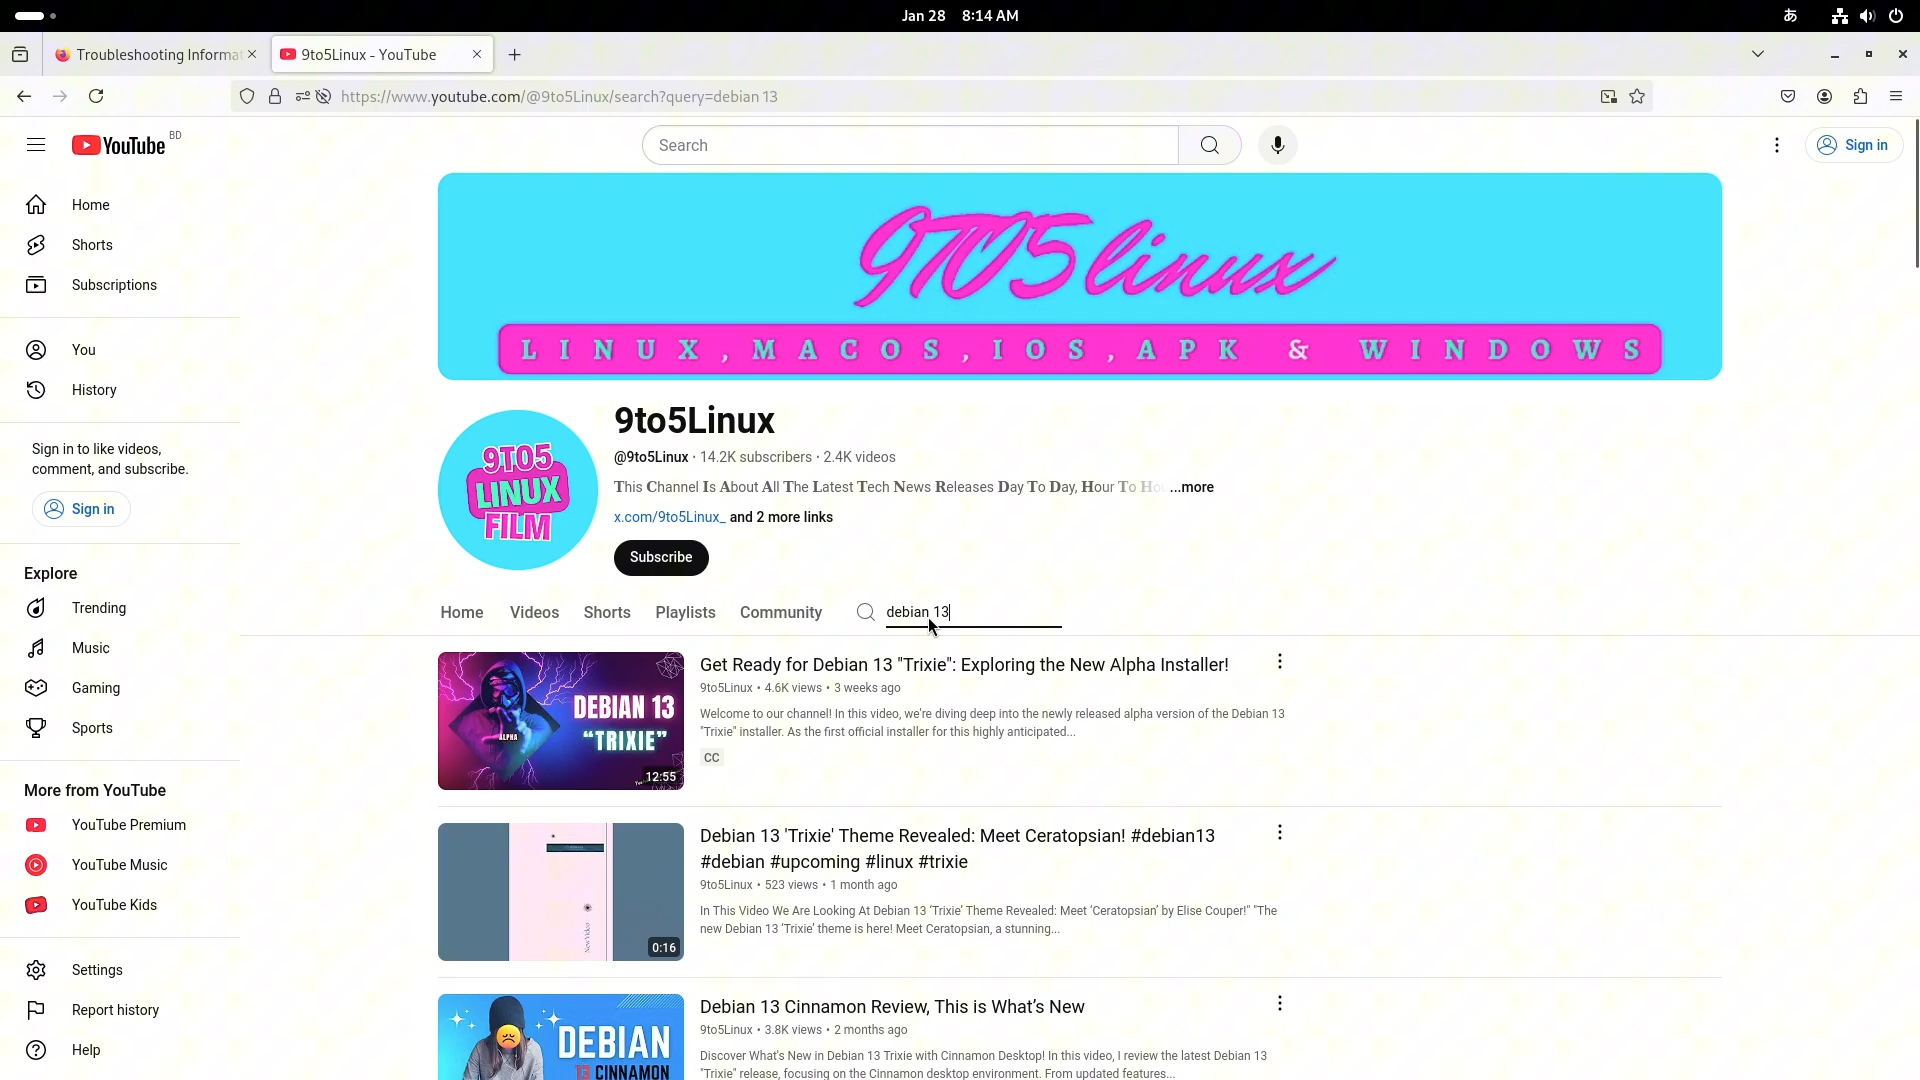 Jan 28 8:14 AM
あ
Troubleshooting Informat
9to5Linux - YouTube
https://www.youtube.com/@9to5Linux/search?query=debian 13
YouTube BD
Search
Sign in
Home
Shorts
Subscriptions
You
History
Sign in to like videos,
comment, and subscribe.
Sign in
Explore
Trending
Music
Gaming
Sports
More from YouTube
YouTube Premium
YouTube Music
YouTube Kids
Settings
Report history
Help
9TO5linux
LINUX,MACOS,IOS,APK & WINDOWS
9TO5
LINUX
FILM
9to5Linux
@9to5Linux · 14.2K subscribers · 2.4K videos
This Channel Is About All The Latest Tech News Releases Day To Day, Hour To Ho ...more
x.com/9to5Linux_ and 2 more links
Subscribe
Home Videos Shorts Playlists Community debian 13
DEBIAN 13
"TRIXIE"
ALPHA
12:55
Get Ready for Debian 13 "Trixie": Exploring the New Alpha Installer!
9to5Linux • 4.6K views • 3 weeks ago
Welcome to our channel! In this video, we're diving deep into the newly released alpha version of the Debian 13
"Trixie" installer. As the first official installer for this highly anticipated...
CC
0:16
Debian 13 'Trixie' Theme Revealed: Meet Ceratopsian! #debian13
#debian #upcoming #linux #trixie
9to5Linux • 523 views • 1 month ago
In This Video We Are Looking At Debian 13 ‘Trixie’ Theme Revealed: Meet ‘Ceratopsian’ by Elise Couper!" "The
new Debian 13 ‘Trixie’ theme is here! Meet Ceratopsian, a stunning...
DEBIAN
13 CINNAMON
Debian 13 Cinnamon Review, This is What’s New
9to5Linux • 3.8K views • 2 months ago
Discover What's New in Debian 13 Trixie with Cinnamon Desktop! In this video, I review the latest Debian 13
"Trixie" release, focusing on the Cinnamon desktop environment. From updated features...